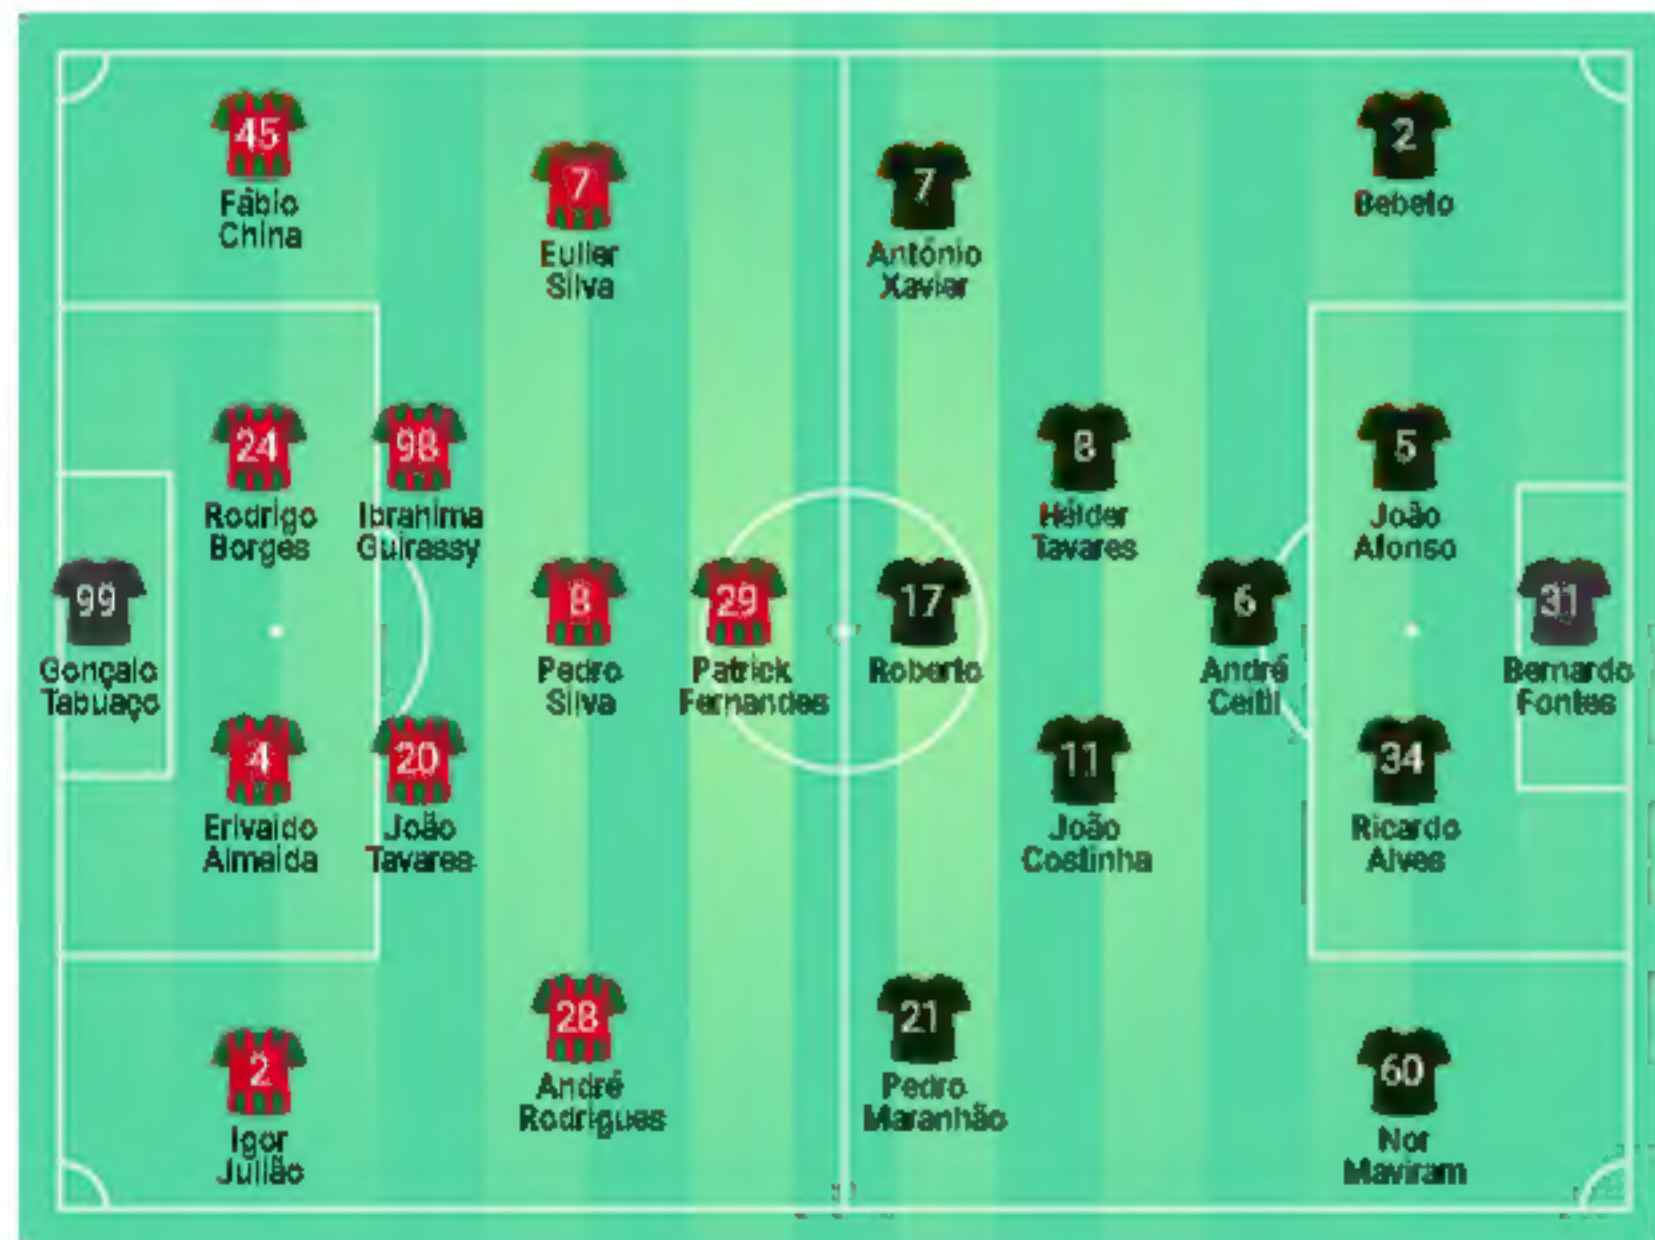 45
Fábio
China
7
Euller
Silva
7
António
Xavier
2
Bebeto
24
Rodrigo
Borges
98
Ibrahima
Guirassy
8
Hélder
Tavares
5
João
Afonso
99
Gonçalo
Tabuaço
8
Pedro
Silva
29
Patrick
Fernandes
17
Roberto
6
André
Ceitil
31
Bernardo
Fontes
4
Erivaldo
Almeida
20
João
Tavares
11
João
Costinha
34
Ricardo
Alves
2
Igor
Julião
28
André
Rodrigues
21
Pedro
Maranhão
60
Nor
Maviram